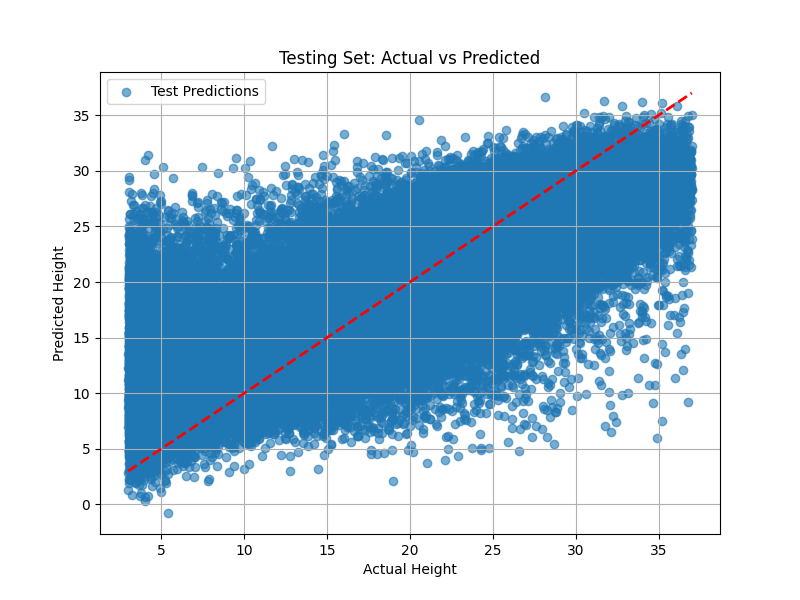 Testing Set: Actual vs Predicted
Test Predictions
35
30
25
20
15
10
5
0
Predicted Height
5 10 15 20 25 30 35
Actual Height